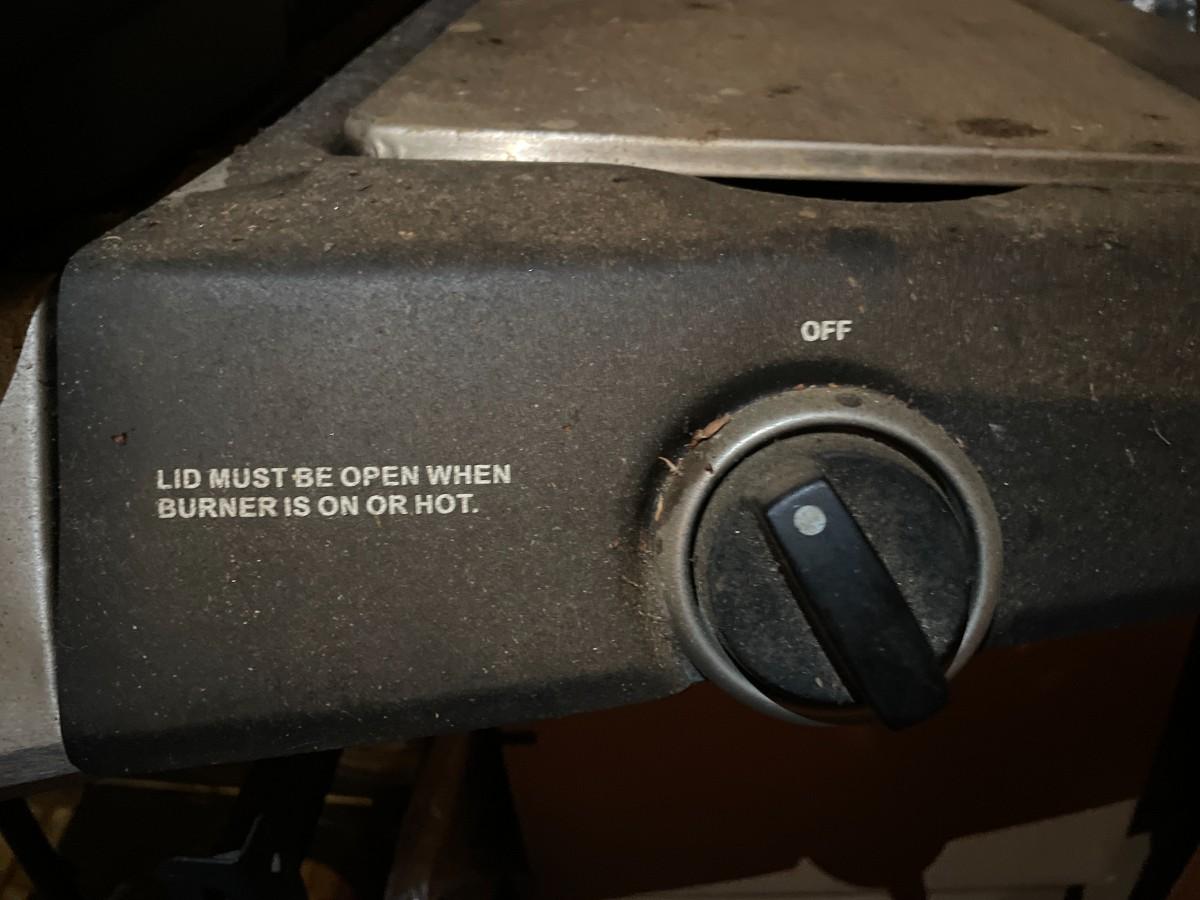 OFF
LID MUST BE OPEN WHEN
BURNER IS ON OR HOT.